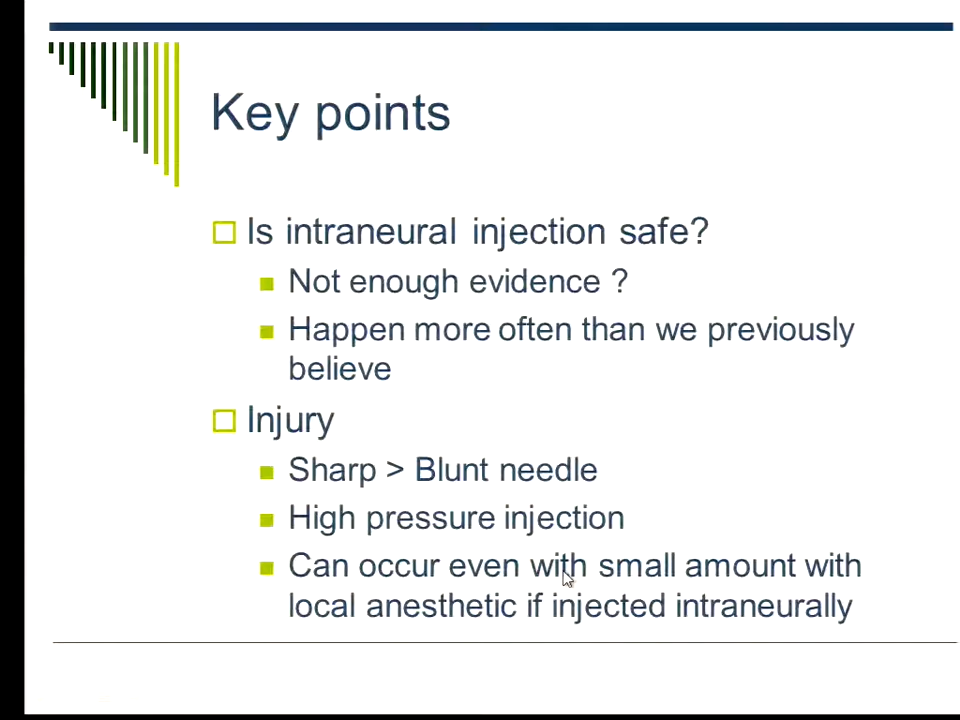 Key points
Is intraneural injection safe?
Not enough evidence ?
Happen more often than we previously
believe
Injury
Sharp > Blunt needle
High pressure injection
Can occur even with small amount with
local anesthetic if injected intraneurally